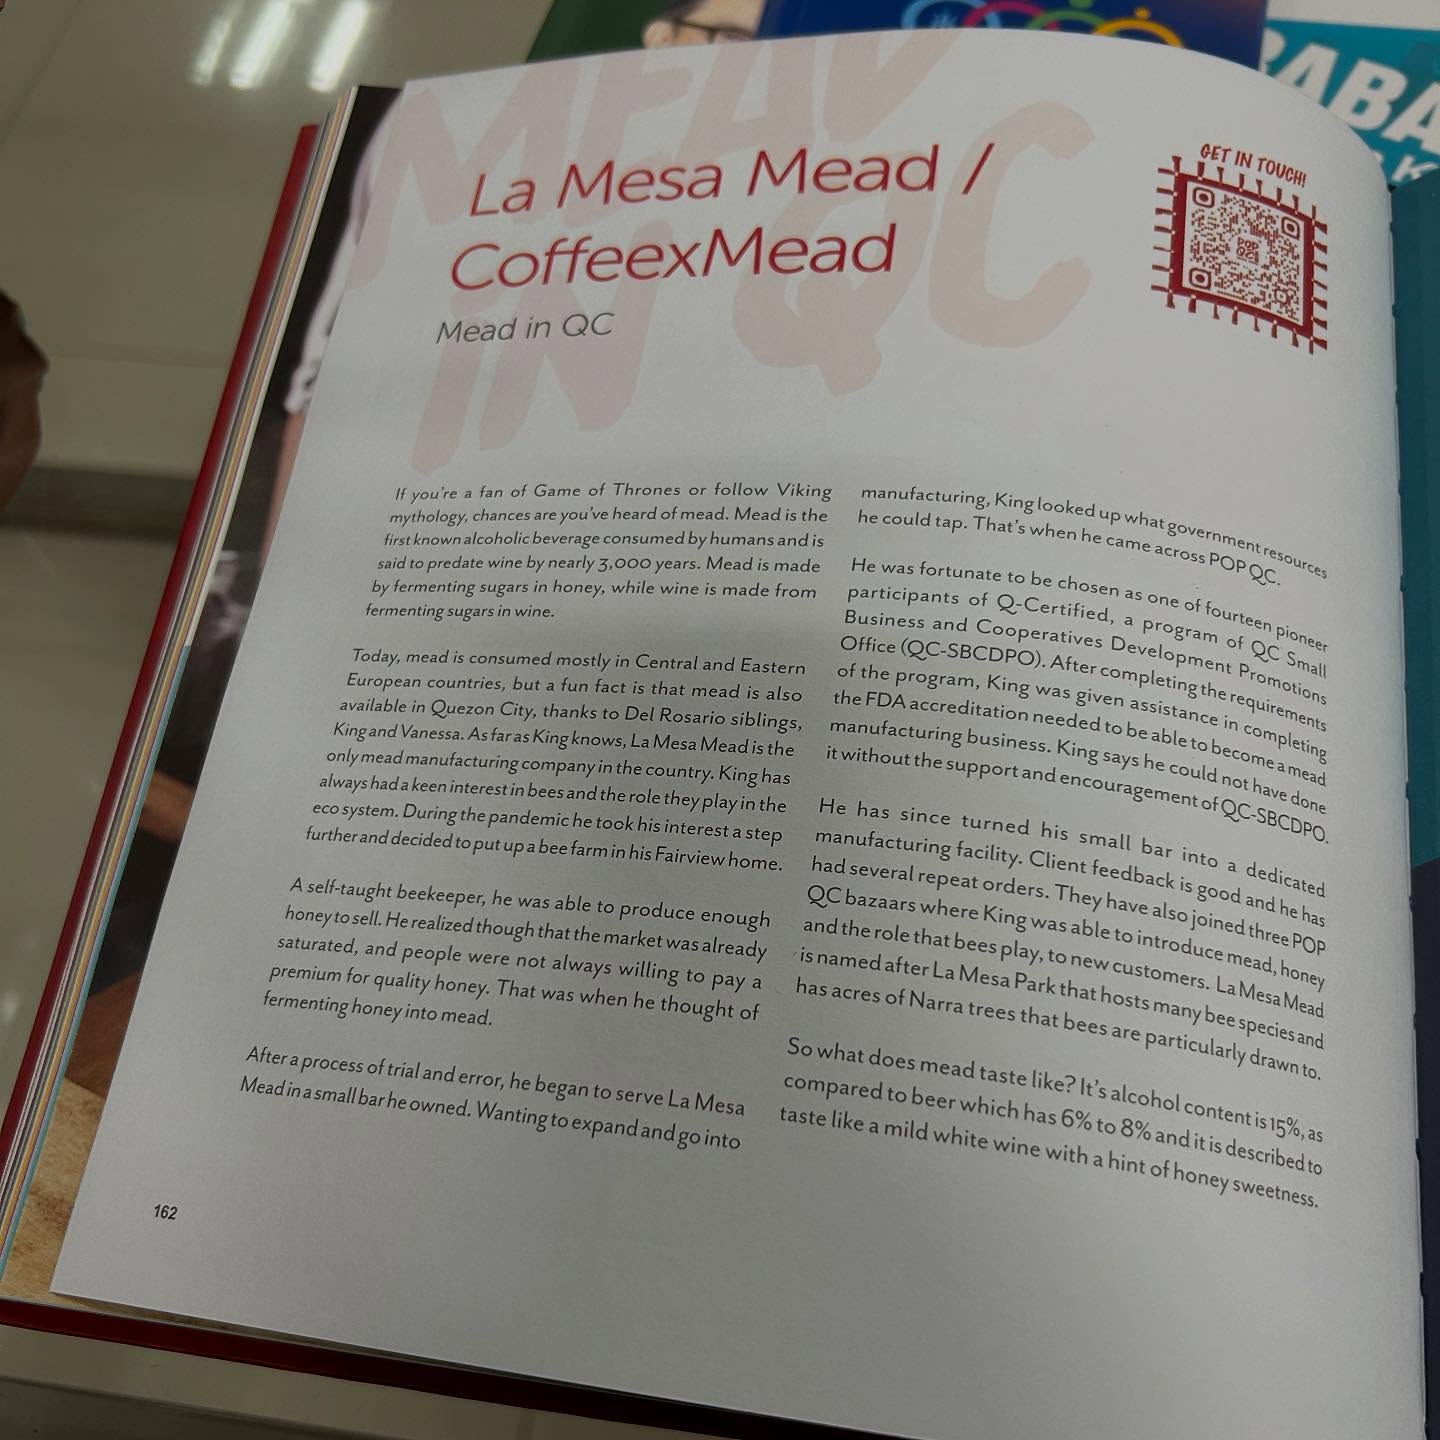 MEAD
IN QC
La Mesa Mead /
CoffeexMead
Mead in QC
GET IN TOUCH!
POP
QC!
If you're a fan of Game of Thrones or follow Viking
mythology, chances are you've heard of mead. Mead is the
first known alcoholic beverage consumed by humans and is
said to predate wine by nearly 3,000 years. Mead is made
by fermenting sugars in honey, while wine is made from
fermenting sugars in wine.
Today, mead is consumed mostly in Central and Eastern
European countries, but a fun fact is that mead is also
available in Quezon City, thanks to Del Rosario siblings,
King and Vanessa. As far as King knows, La Mesa Mead is the
only mead manufacturing company in the country. King has
always had a keen interest in bees and the role they play in the
eco system. During the pandemic he took his interest a step
further and decided to put up a bee farm in his Fairview home.
A self-taught beekeeper, he was able to produce enough
honey to sell. He realized though that the market was already
saturated, and people were not always willing to pay a
premium for quality honey. That was when he thought of
fermenting honey into mead.
After a process of trial and error, he began to serve La Mesa
Mead in a small bar he owned. Wanting to expand and go into
manufacturing, King looked up what government resources
he could tap. That's when he came across POP QC.
He was fortunate to be chosen as one of fourteen pioneer
participants of Q-Certified, a program of QC Small
Business and Cooperatives Development Promotions
Office (QC-SBCDPO). After completing the requirements
of the program, King was given assistance in completing
the FDA accreditation needed to be able to become a mead
manufacturing business. King says he could not have done
it without the support and encouragement of QC-SBCDPO.
He has since turned his small bar into a dedicated
manufacturing facility. Client feedback is good and he has
had several repeat orders. They have also joined three POP
QC bazaars where King was able to introduce mead, honey
and the role that bees play, to new customers. La Mesa Mead
is named after La Mesa Park that hosts many bee species and
has acres of Narra trees that bees are particularly drawn to.
So what does mead taste like? It's alcohol content is 15%, as
compared to beer which has 6% to 8% and it is described to
taste like a mild white wine with a hint of honey sweetness.
162